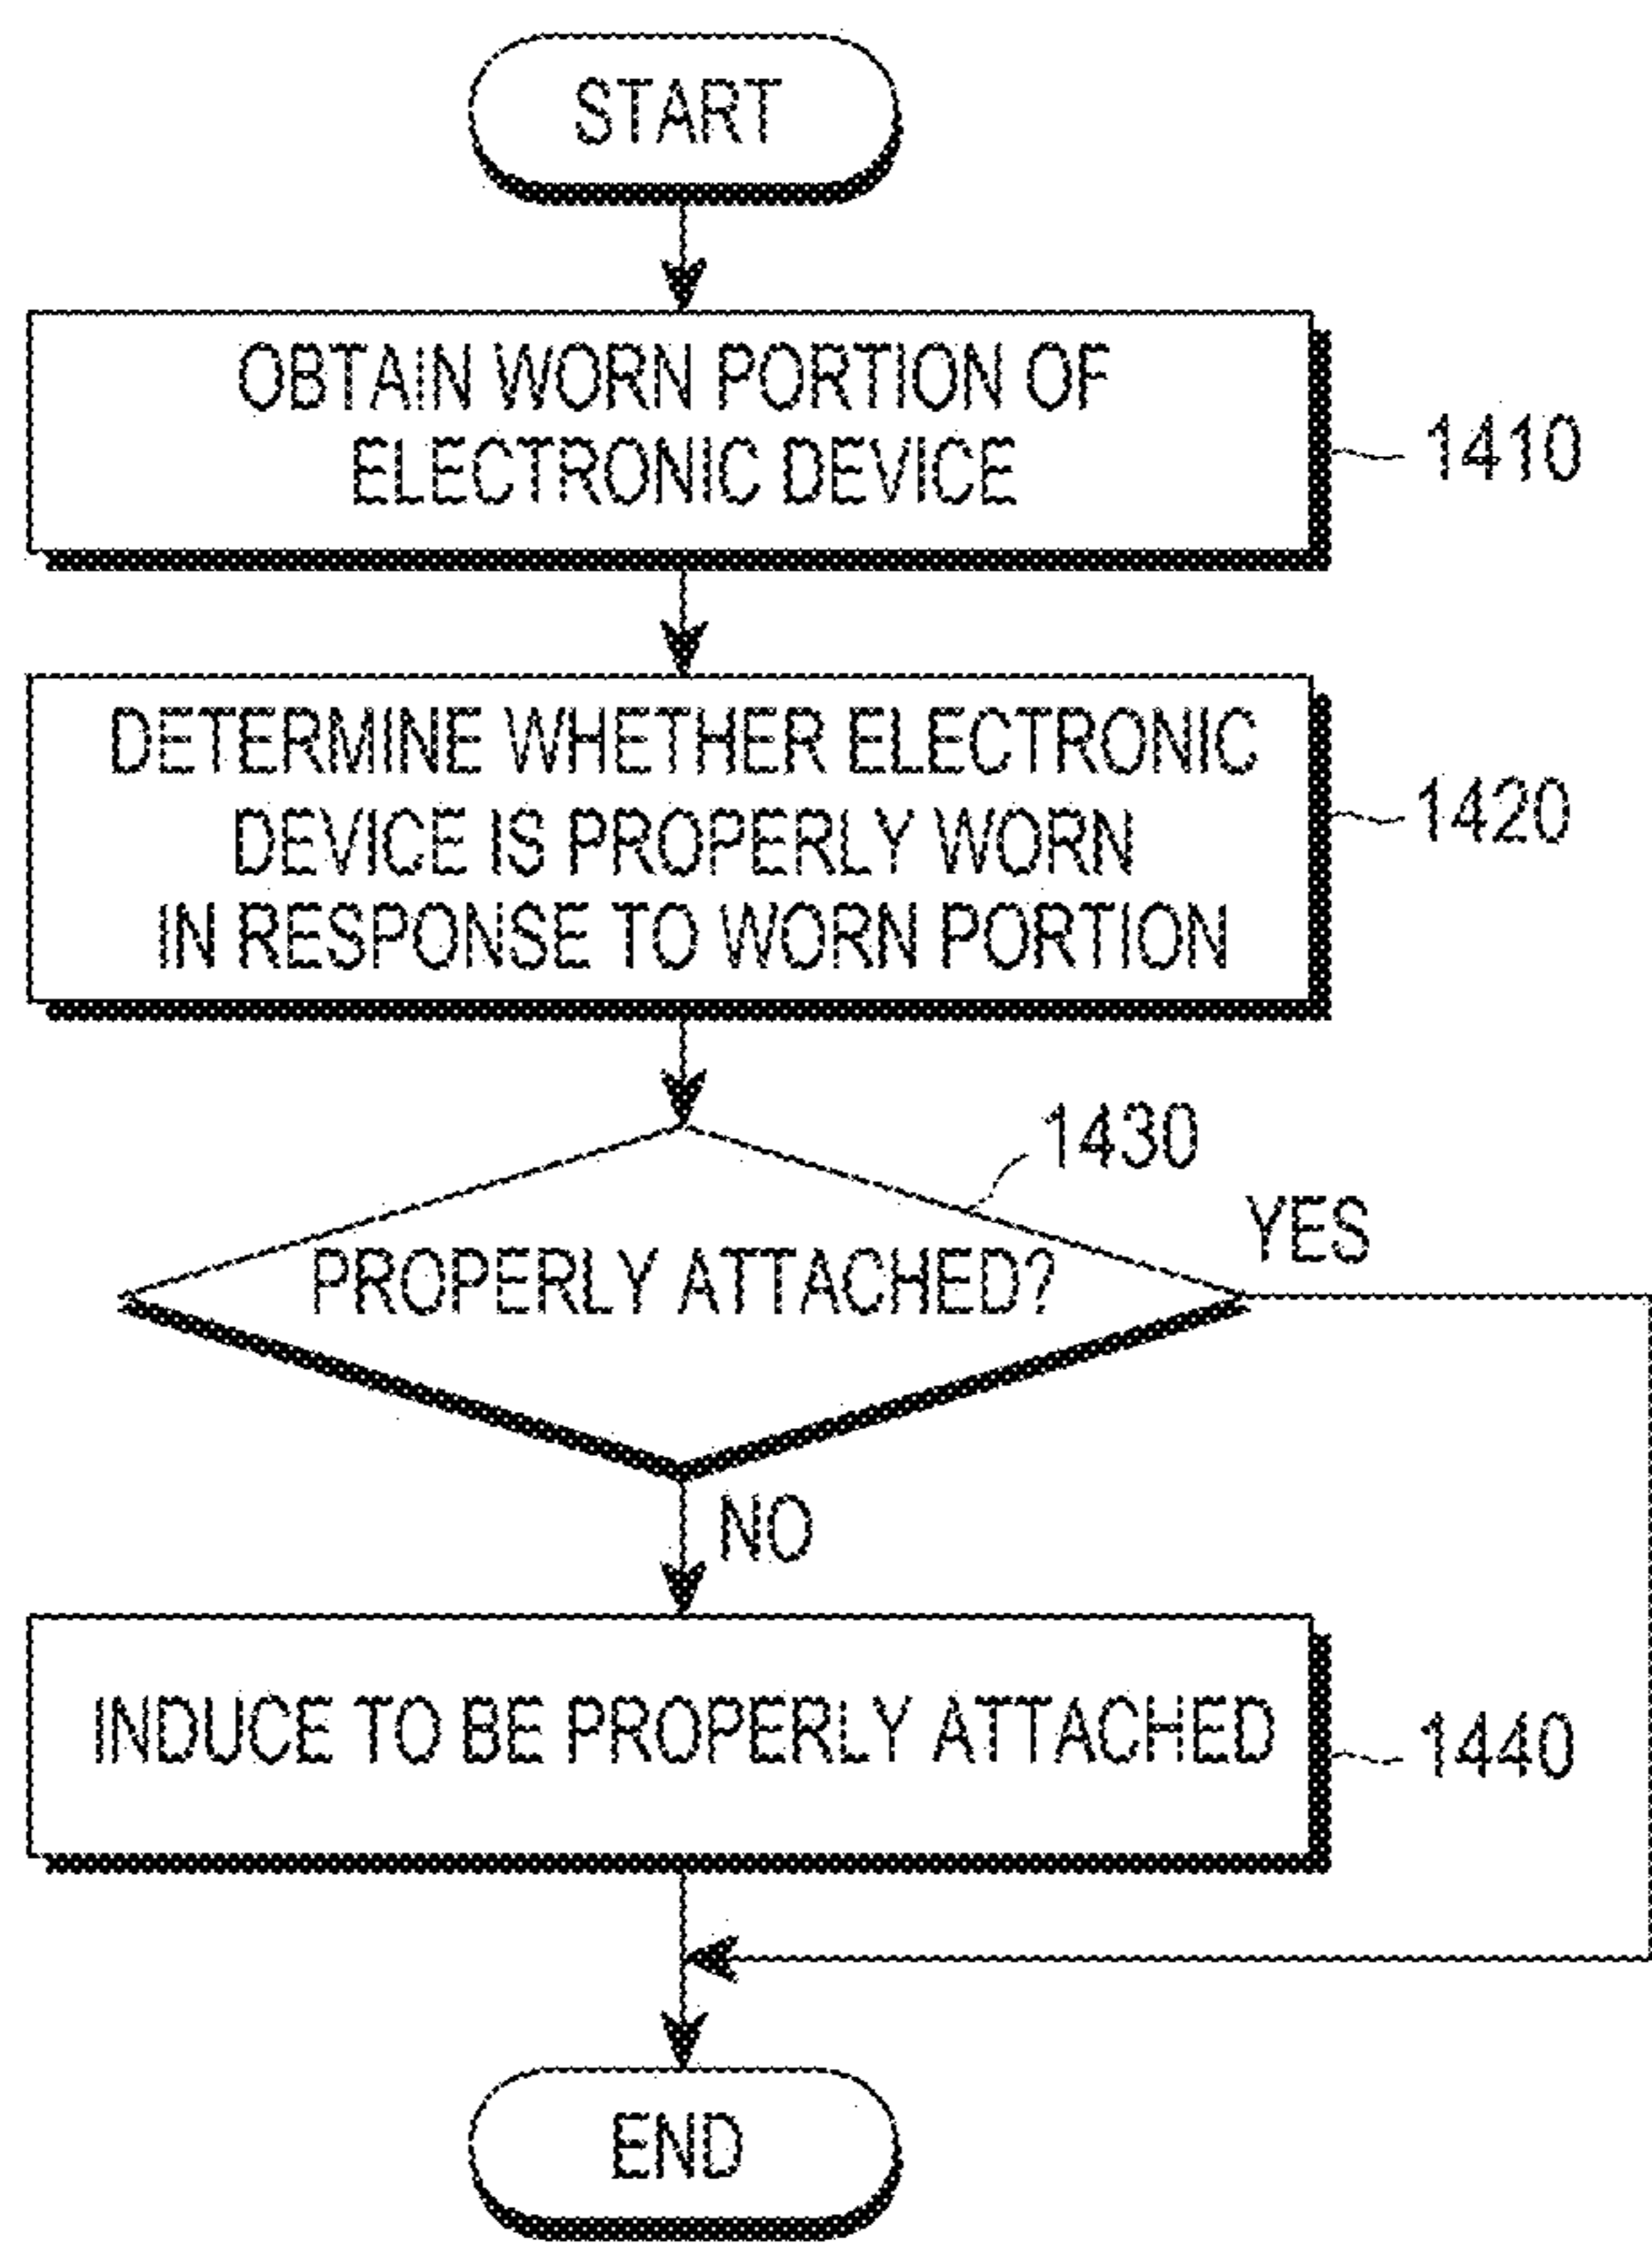 START
OBTAIN WORN PORTION OF
ELECTRONIC DEVICE
1410
DETERMINE WHETHER ELECTRONIC
DEVICE IS PROPERLY WORN
IN RESPONSE TO WORN PORTION
1420
1430
PROPERLY ATTACHED?
YES
NO
INDUCE TO BE PROPERLY ATTACHED
1440
END